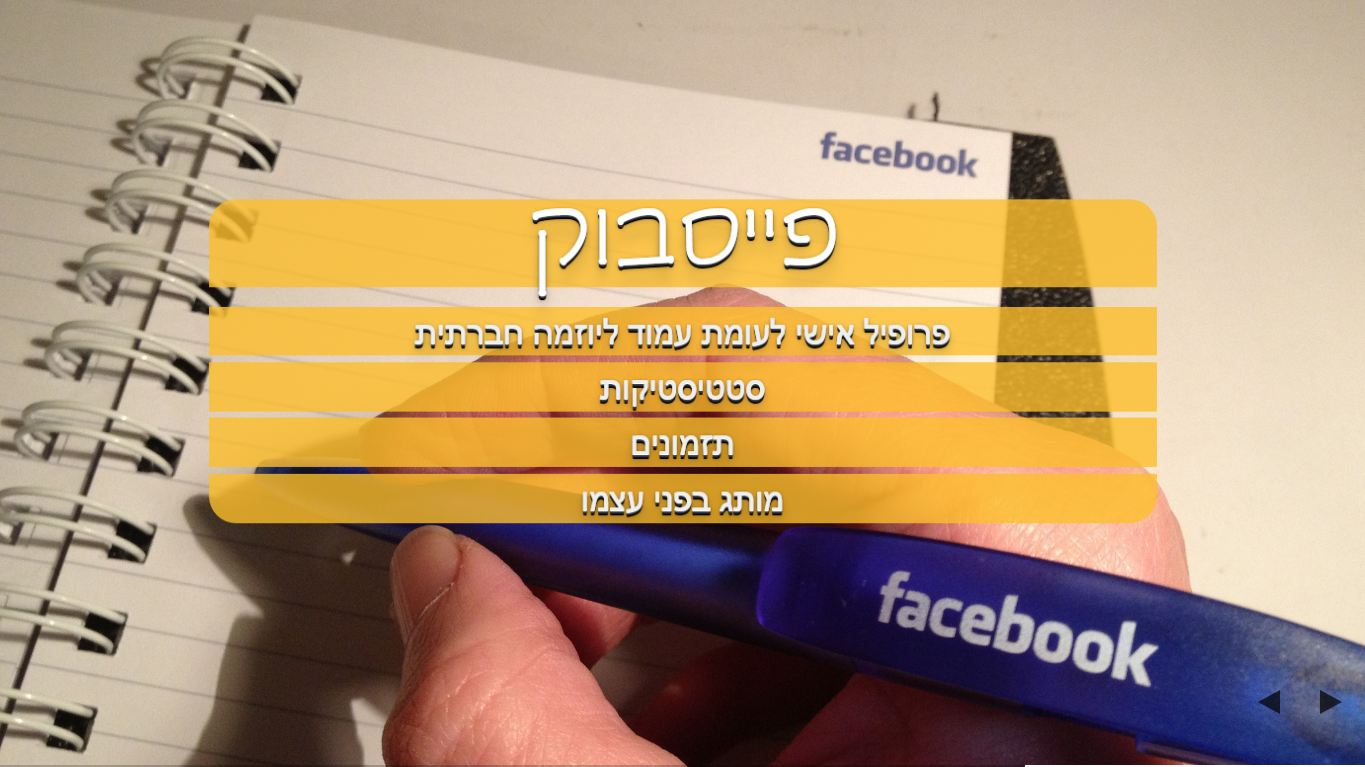 facebook
פייסבוק
פרופיל אישי לעומת עמוד ליוזמה חברתית
סטטיסטיקות
תזמונים
מותג בפני עצמו
facebook